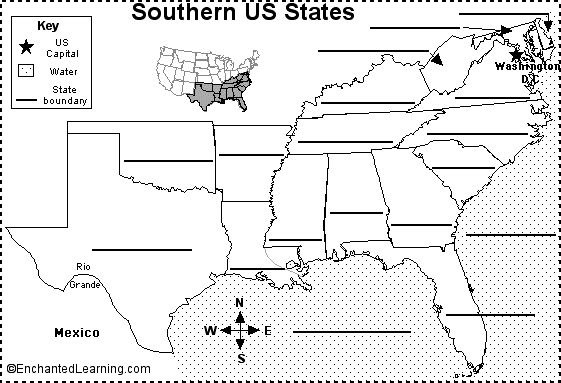 Southern US States
Key
US
Capital
Water
State
boundary
Washington
D.C.
Rio
Grande
Mexico
N
W E
S
©EnchantedLearning.com